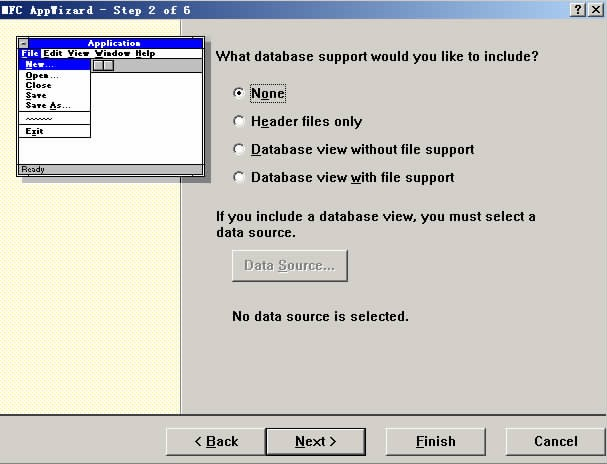 MFC AppWizard - Step 2 of 6
Application
File Edit View Window Help
New...
Open...
Close
Save
Save As...
Exit
Ready
What database support would you like to include?
None
Header files only
Database view without file support
Database view with file support
If you include a database view, you must select a
data source.
Data Source...
No data source is selected.
< Back
Next >
Finish
Cancel